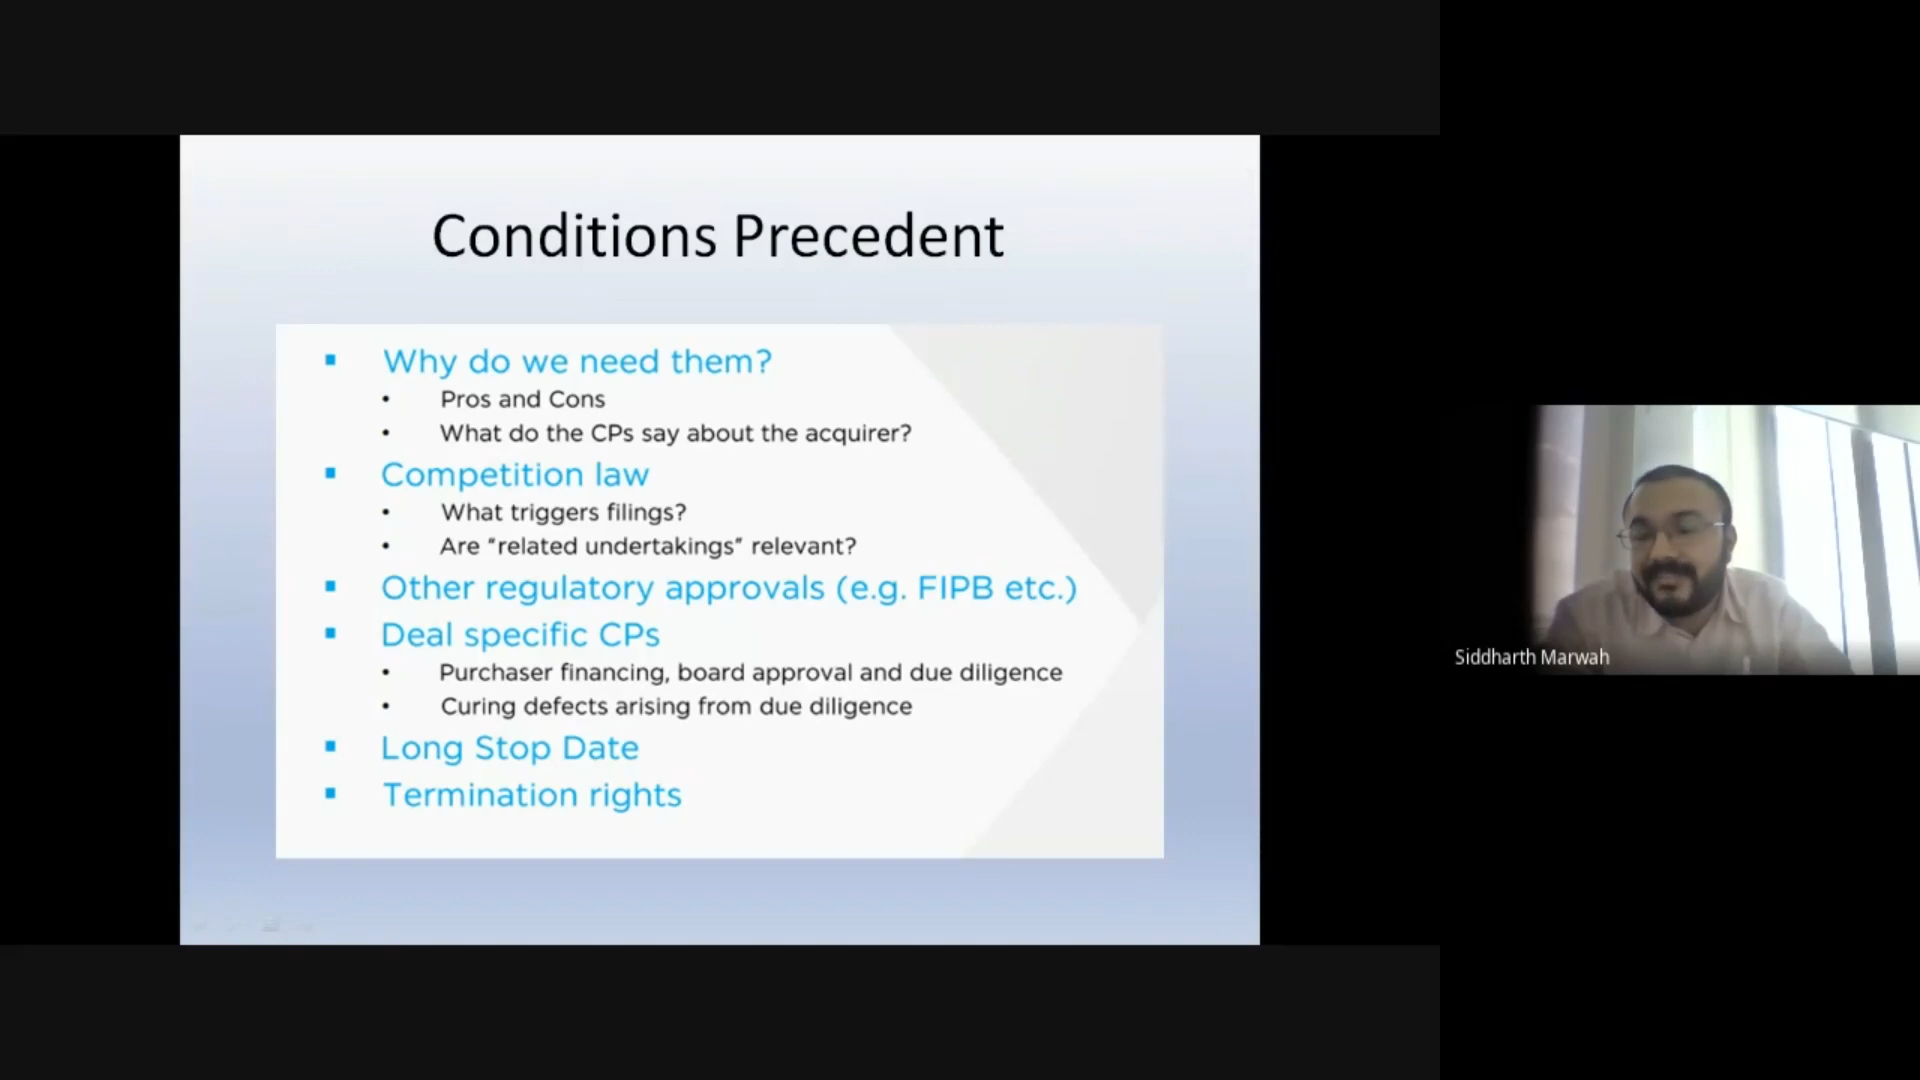 Conditions Precedent
▪ Why do we need them?
• Pros and Cons
• What do the CPs say about the acquirer?
▪ Competition law
• What triggers filings?
• Are "related undertakings" relevant?
▪ Other regulatory approvals (e.g. FIPB etc.)
▪ Deal specific CPs
• Purchaser financing, board approval and due diligence
• Curing defects arising from due diligence
▪ Long Stop Date
▪ Termination rights
Siddharth Marwah